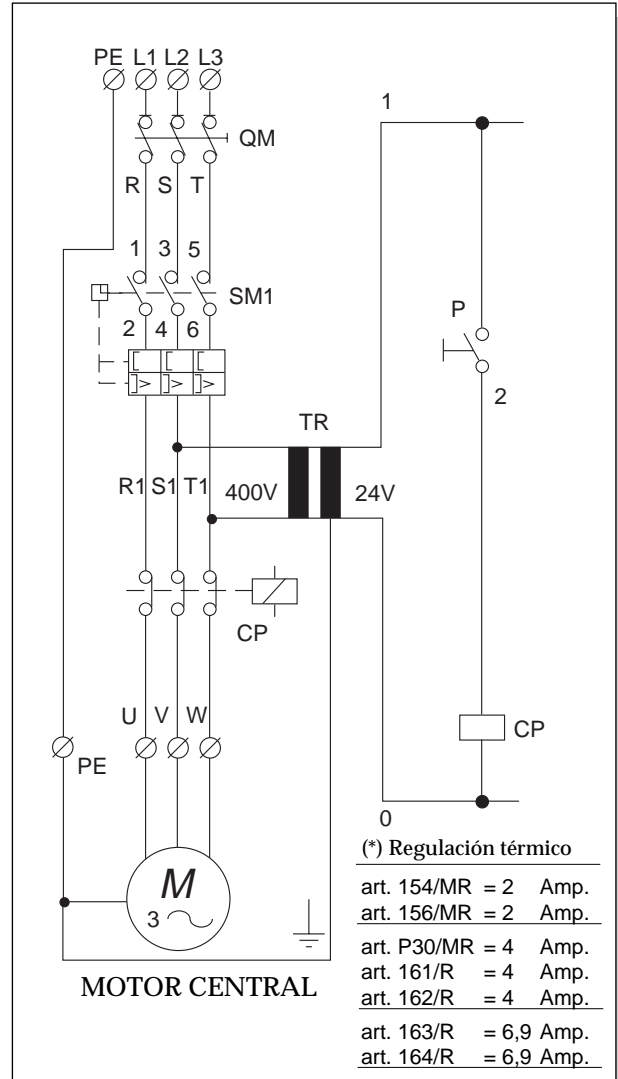 PE L1 L2 L3
1
QM
R S T
1 3 5
SM1
P
2 4 6
2
TR
R1 S1 T1 400V 24V
CP
U V W
CP
PE
0
M
3
MOTOR CENTRAL
(*) Regulación térmico
art. 154/MR = 2 Amp.
art. 156/MR = 2 Amp.
art. P30/MR = 4 Amp.
art. 161/R = 4 Amp.
art. 162/R = 4 Amp.
art. 163/R = 6,9 Amp.
art. 164/R = 6,9 Amp.